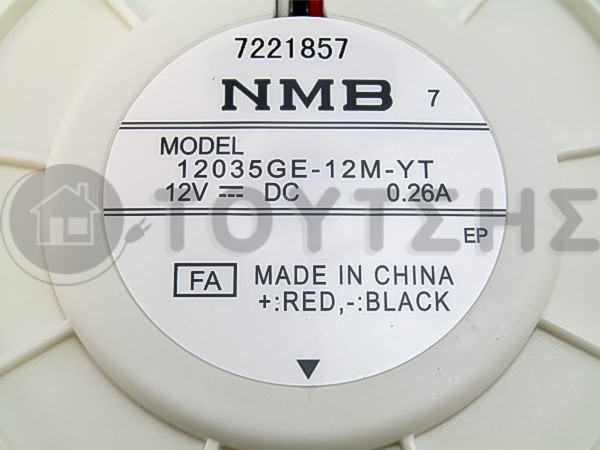 7221857
NMB 7
MODEL
12035GE-12M-YT
12V ⎓ DC 0.26A
ΤΟΥΤΣΗΣ
EP
FA MADE IN CHINA
+:RED,-:BLACK